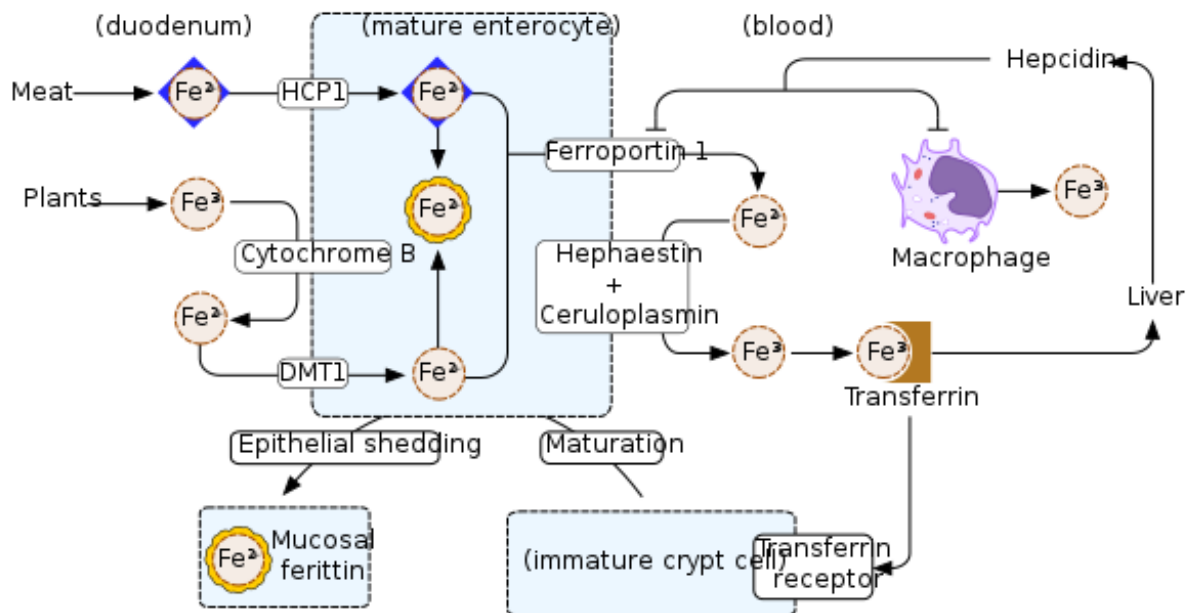 (duodenum)
(mature enterocyte)
(blood)
Hepcidin
Meat
Fe²
HCP1
Fe²
Ferroportin 1
Plants
Fe³
Fe²
Fe²
Fe³
Cytochrome B
Hephaestin
+
Ceruloplasmin
Macrophage
Liver
Fe²
DMT1
Fe²
Fe³
Fe³
Transferrin
Epithelial shedding
Maturation
Fe²
Mucosal
ferittin
(immature crypt cell)
Transferrin
receptor